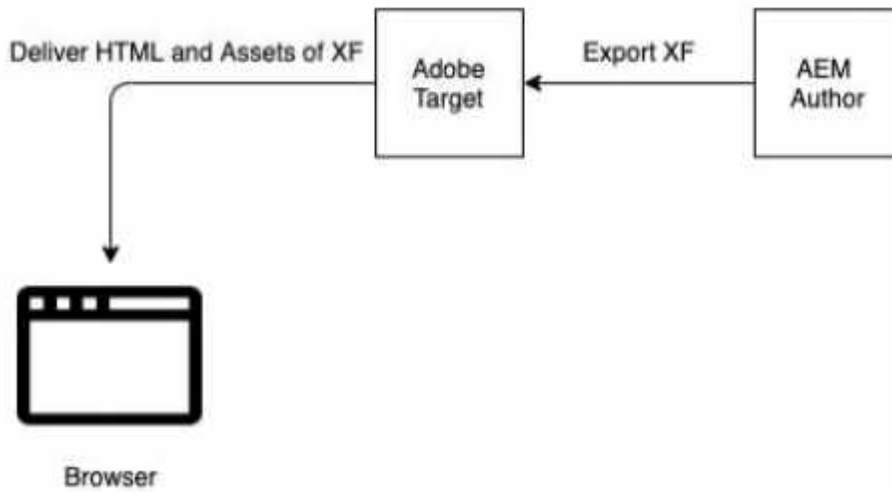 Deliver HTML and Assets of XF
Adobe
Target
Export XF
AEM
Author
Browser